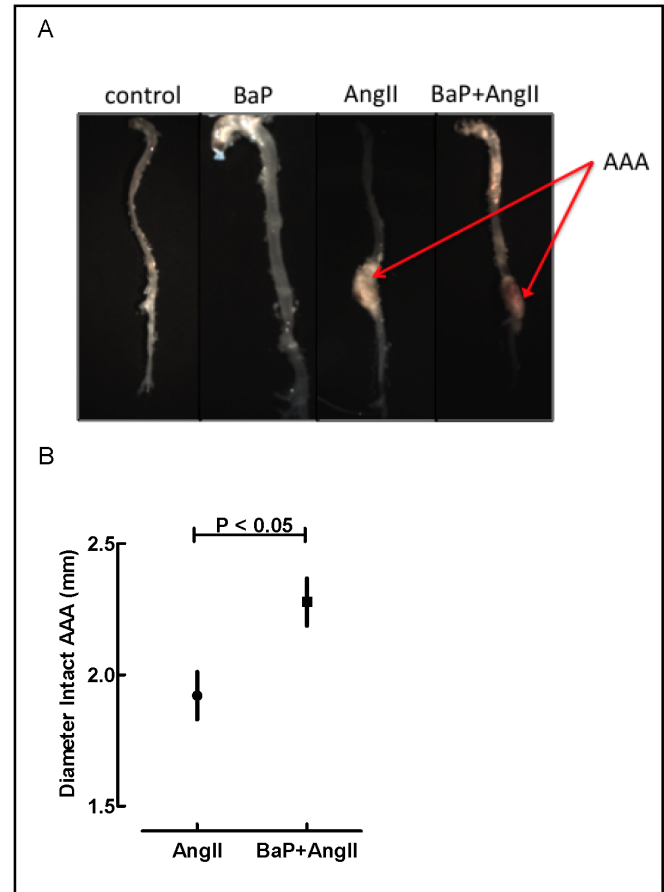 A
control BaP AngII BaP+AngII
AAA
B
P < 0.05
Diameter Intact AAA (mm)
2.5
2.0
1.5
AngII BaP+AngII